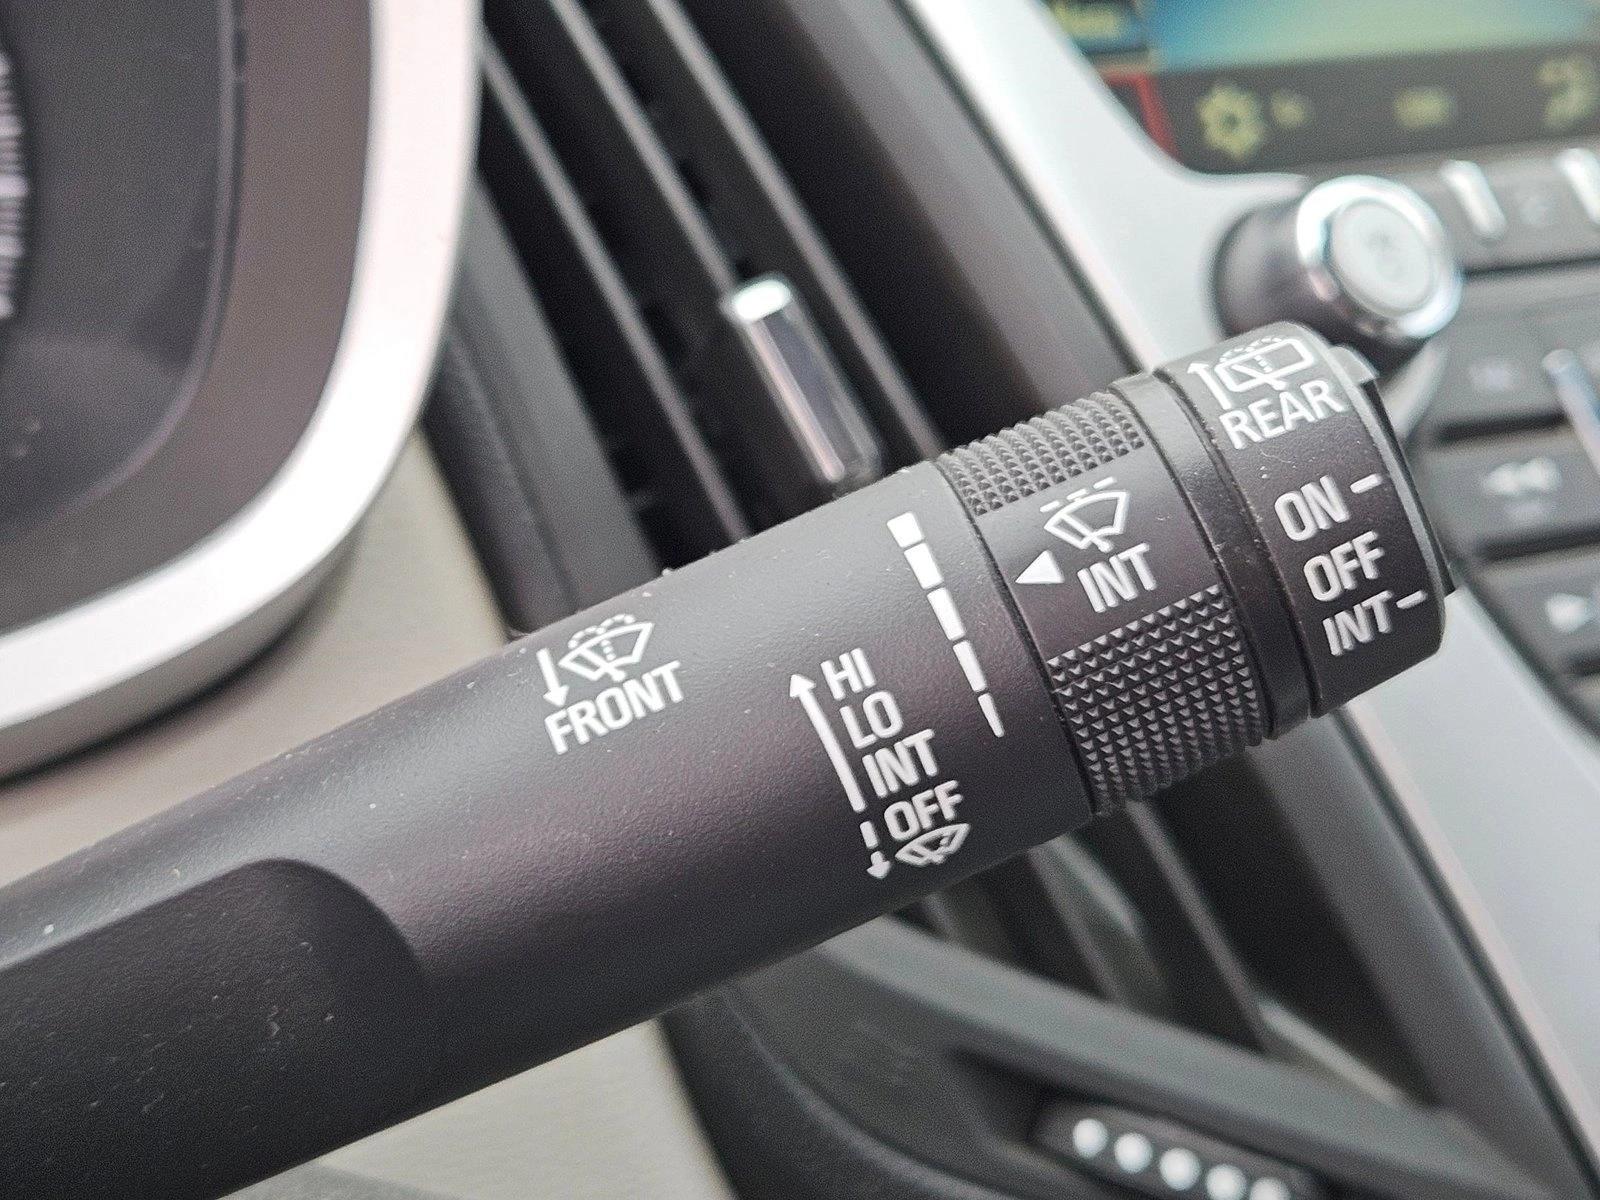 FRONT
HI
LO
INT
OFF
INT
REAR
ON
OFF
INT